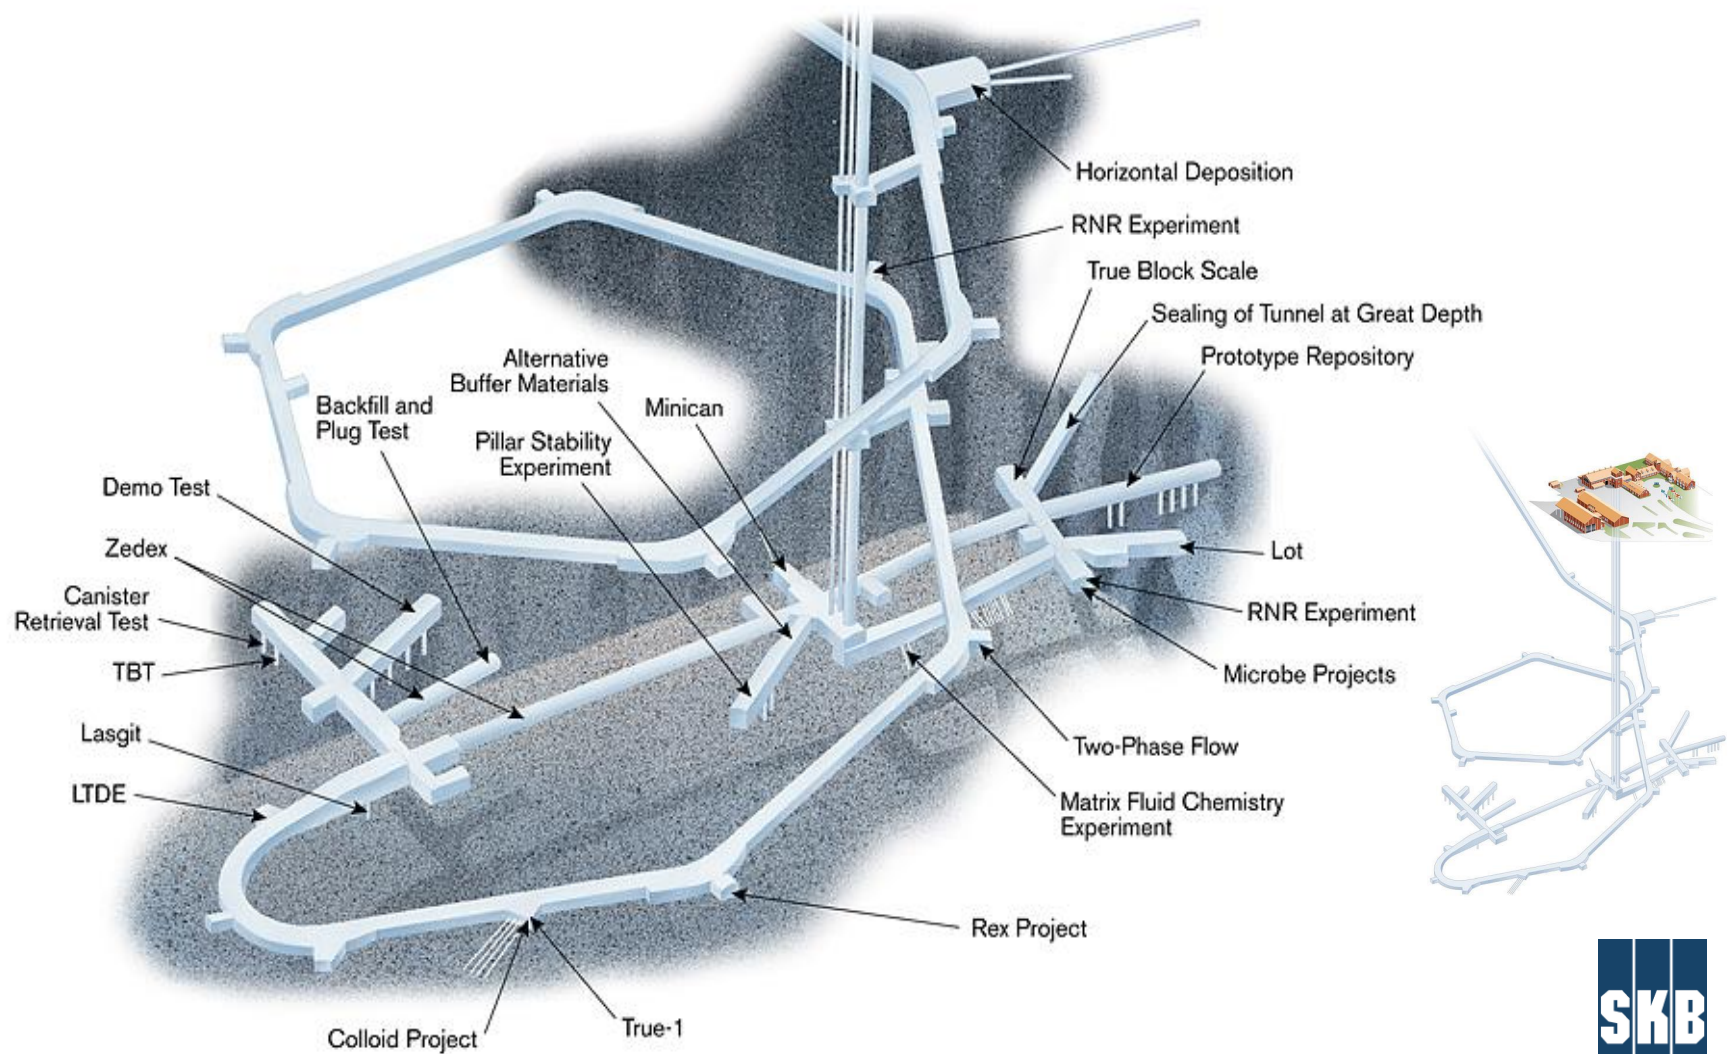 Horizontal Deposition
RNR Experiment
True Block Scale
Sealing of Tunnel at Great Depth
Prototype Repository
Alternative
Buffer Materials
Minican
Backfill and
Plug Test
Pillar Stability
Experiment
Demo Test
Zedex
Canister
Retrieval Test
TBT
Lasgit
LTDE
Lot
RNR Experiment
Microbe Projects
Two-Phase Flow
Matrix Fluid Chemistry
Experiment
Rex Project
True-1
Colloid Project
SKB